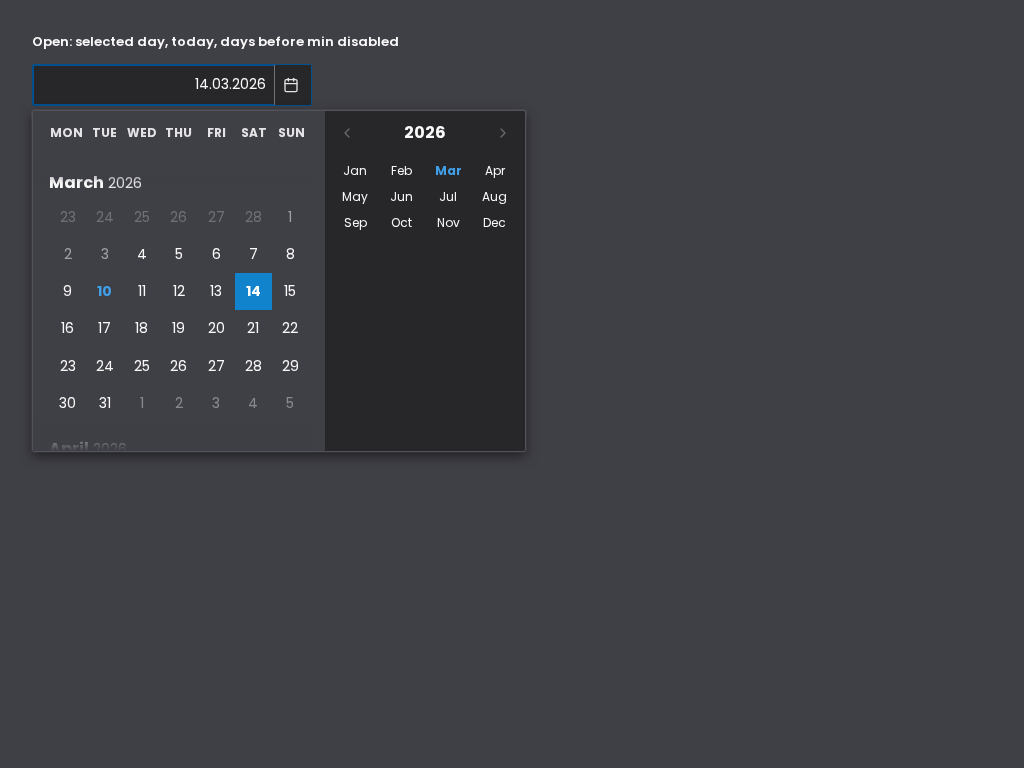 Open: selected day, today, days before min disabled
14.03.2026
MON TUE WED THU FRI SAT SUN
March 2026
23 24 25 26 27 28 1
2 3 4 5 6 7 8
9 10 11 12 13 14 15
16 17 18 19 20 21 22
23 24 25 26 27 28 29
30 31 1 2 3 4 5
April 2026
2026
Jan Feb Mar Apr
May Jun Jul Aug
Sep Oct Nov Dec